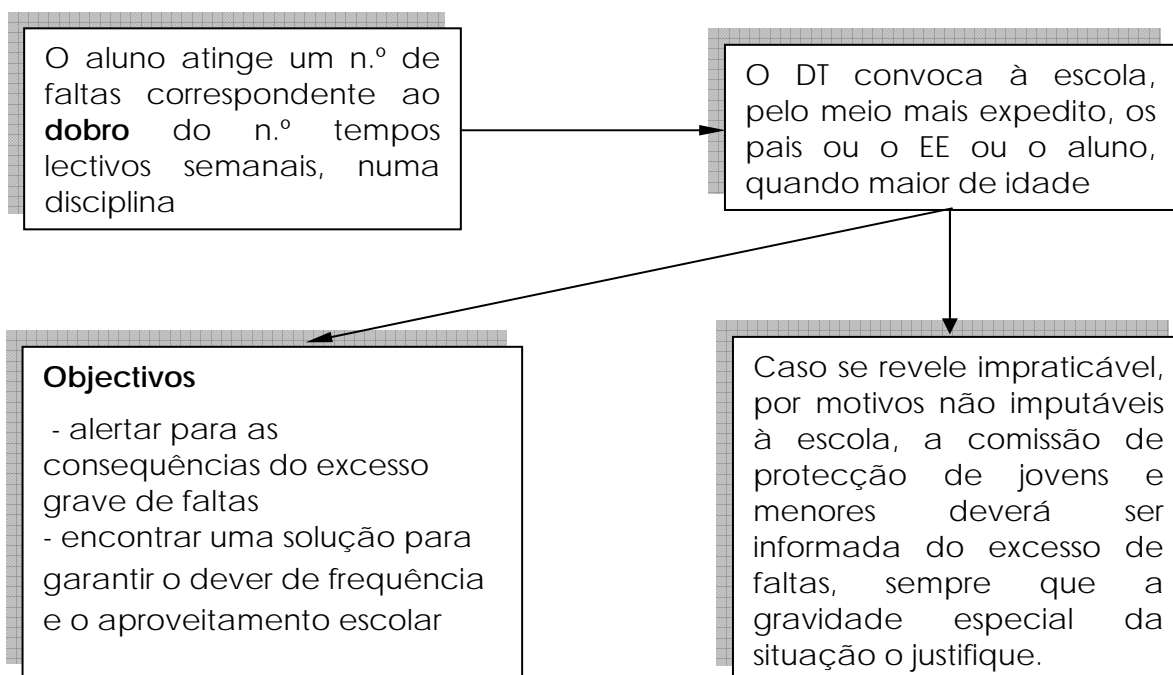 O aluno atinge um n.º de
faltas correspondente ao
dobro do n.º tempos
lectivos semanais, numa
disciplina
O DT convoca à escola,
pelo meio mais expedito, os
pais ou o EE ou o aluno,
quando maior de idade
Objectivos
- alertar para as
consequências do excesso
grave de faltas
- encontrar uma solução para
garantir o dever de frequência
e o aproveitamento escolar
Caso se revele impraticável,
por motivos não imputáveis
à escola, a comissão de
protecção de jovens e
menores deverá ser
informada do excesso de
faltas, sempre que a
gravidade especial da
situação o justifique.